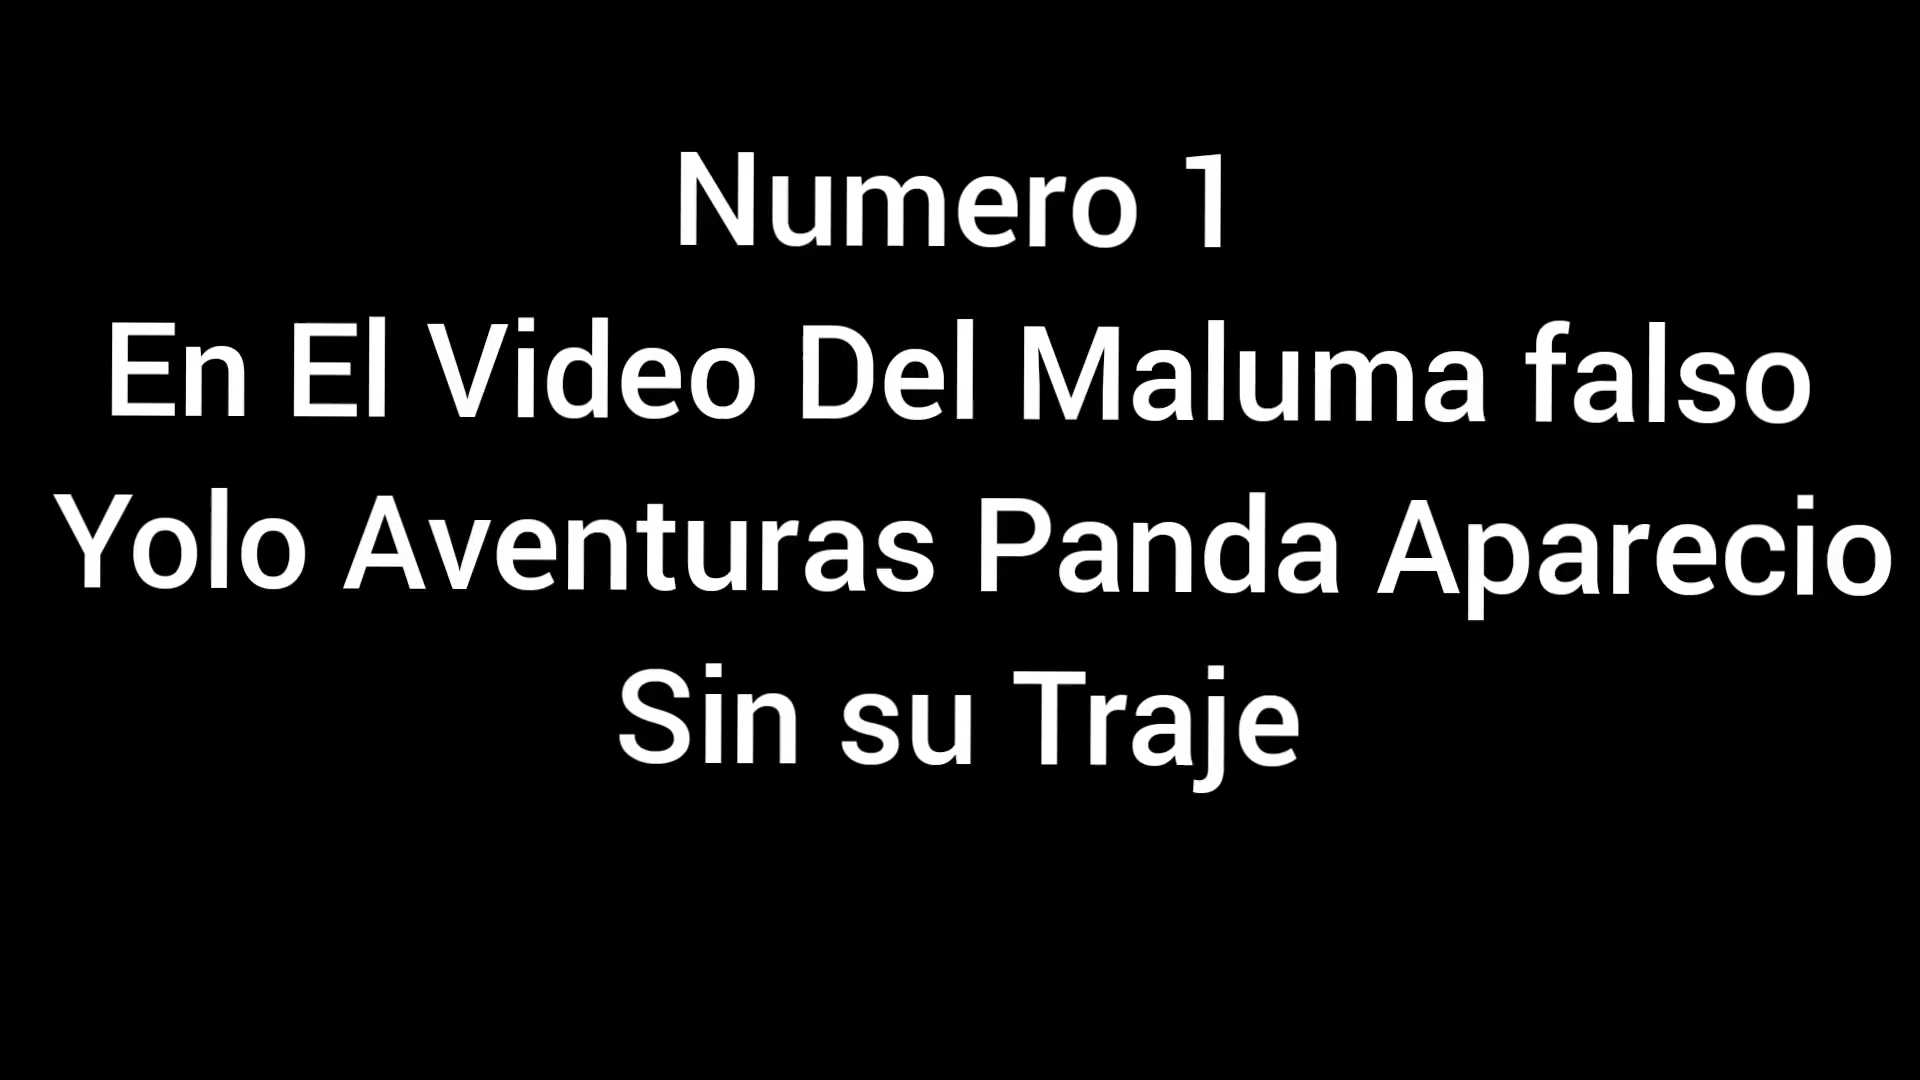 Numero 1
En El Video Del Maluma falso
Yolo Aventuras Panda Aparecio
Sin su Traje